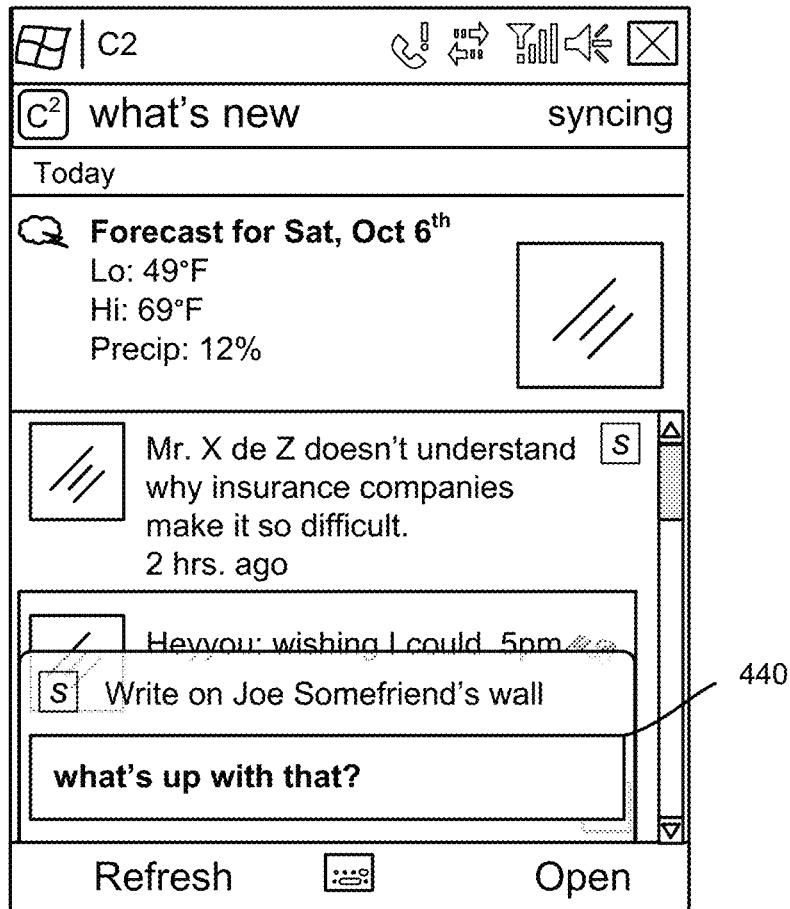 C2
C² what's new syncing
Today
Forecast for Sat, Oct 6th
Lo: 49°F
Hi: 69°F
Precip: 12%
Mr. X de Z doesn't understand S
why insurance companies
make it so difficult.
2 hrs. ago
Heyyou: wishing I could 5pm
S Write on Joe Somefriend's wall
440
what's up with that?
Refresh Open